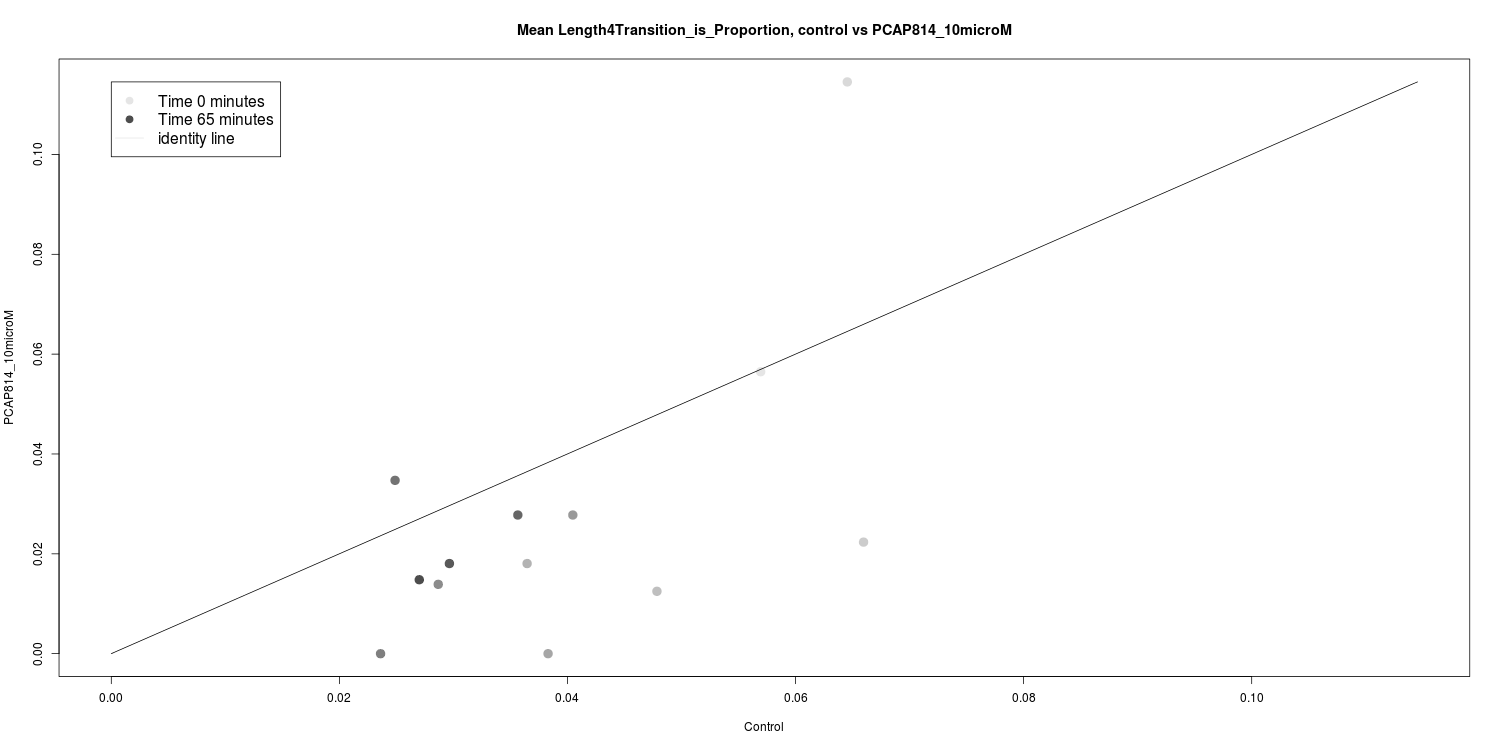 Mean Length4Transition_is_Proportion, control vs PCAP814_10microM
Time 0 minutes
Time 65 minutes
identity line
PCAP814_10microM
0.10
0.08
0.06
0.04
0.02
0.00
0.00 0.02 0.04 0.06 0.08 0.10
Control